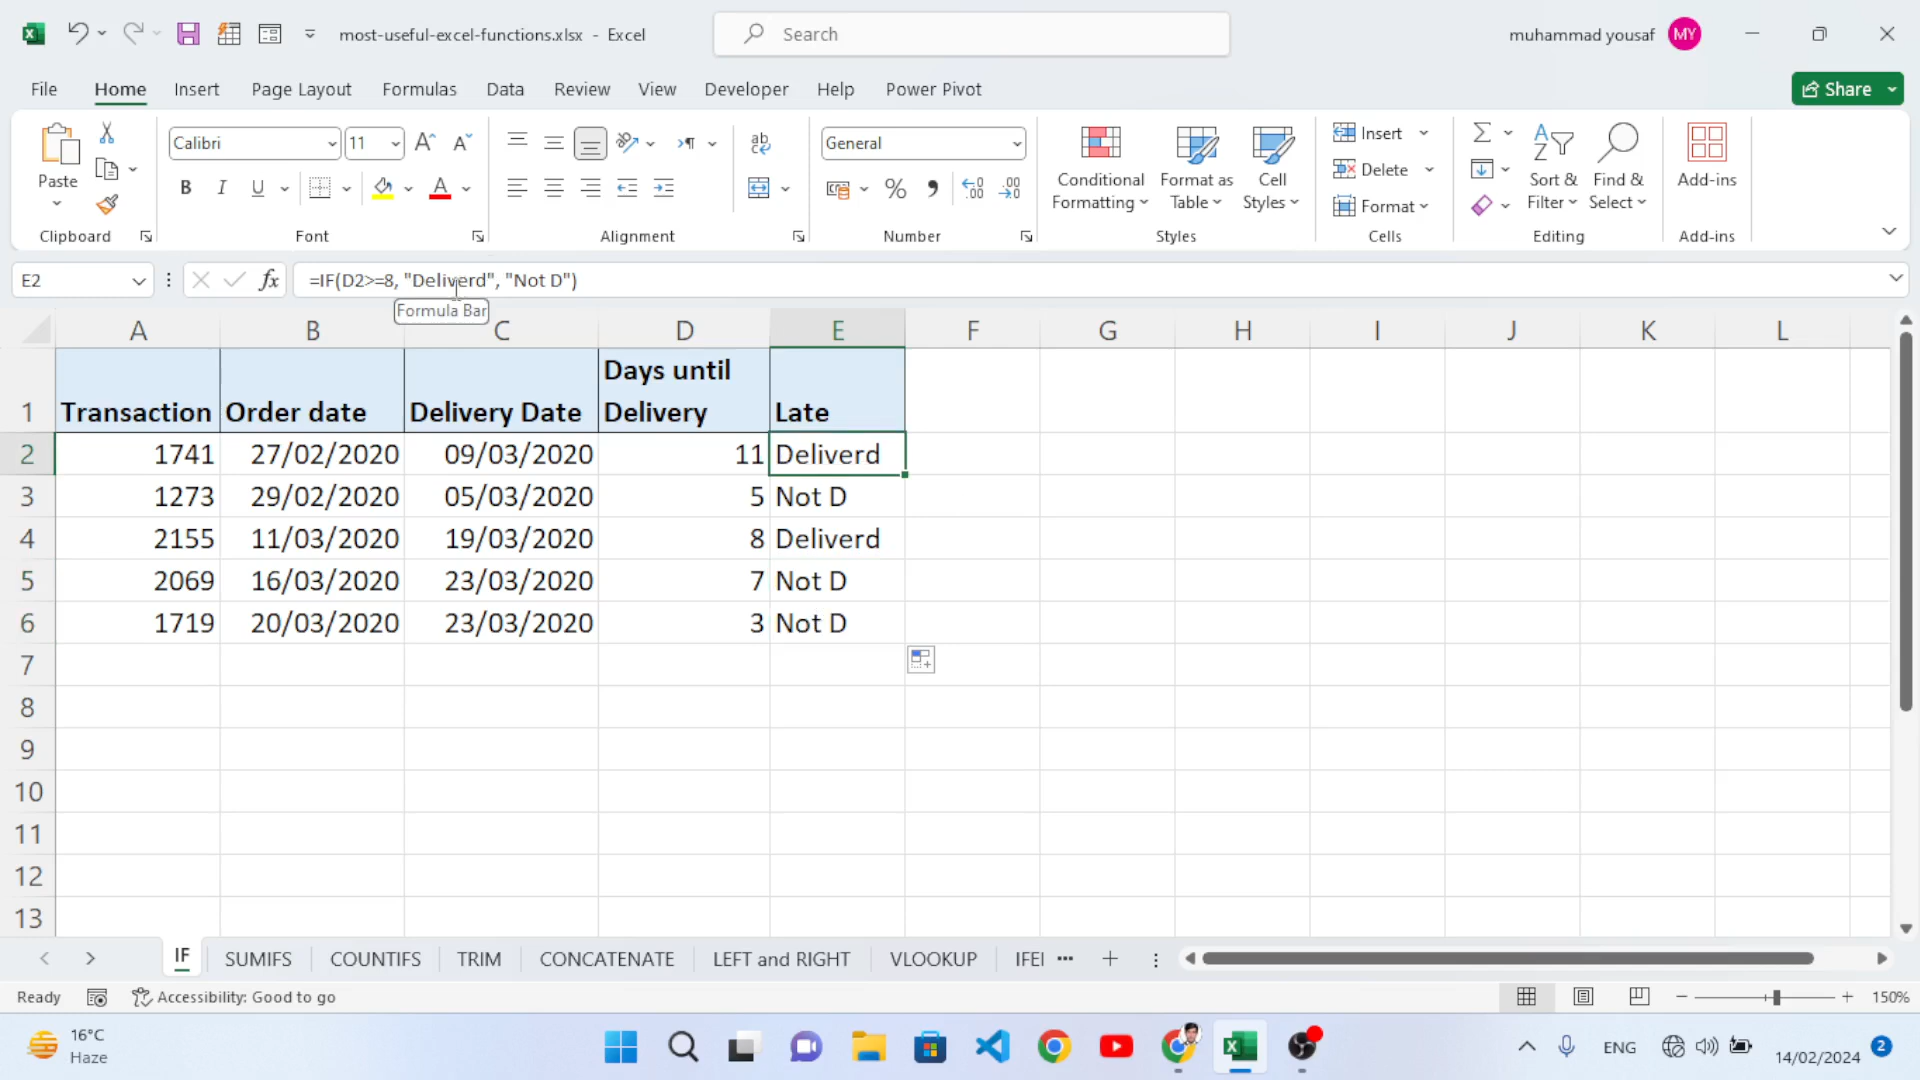 most-useful-excel-functions.xlsx - Excel
Search
muhammad yousaf MY
File Home Insert Page Layout Formulas Data Review View Developer Help Power Pivot
Share
Paste
Clipboard
Calibri 11
B I U A
Font
Alignment
General
Number
Conditional Formatting
Format as Table
Cell Styles
Styles
Insert
Delete
Format
Cells
Sort & Filter
Find & Select
Editing
Add-ins
Add-ins
E2 fx =IF(D2>=8, "Deliverd", "Not D")
Formula Bar
A B C D E F G H I J K L
1 Transaction Order date Delivery Date Days until Delivery Late
2 1741 27/02/2020 09/03/2020 11 Deliverd
3 1273 29/02/2020 05/03/2020 5 Not D
4 2155 11/03/2020 19/03/2020 8 Deliverd
5 2069 16/03/2020 23/03/2020 7 Not D
6 1719 20/03/2020 23/03/2020 3 Not D
7
8
9
10
11
12
13
IF SUMIFS COUNTIFS TRIM CONCATENATE LEFT and RIGHT VLOOKUP IFEI ... +
Ready Accessibility: Good to go 150%
16°C
Haze
ENG 14/02/2024 2